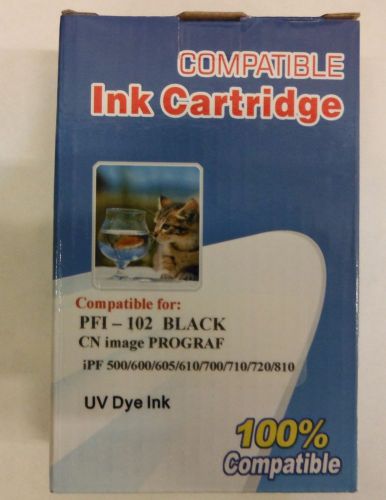 COMPATIBLE
Ink Cartridge
Compatible for:
PFI – 102 BLACK
CN image PROGRAF
iPF 500/600/605/610/700/710/720/810
UV Dye Ink
100%
Compatible